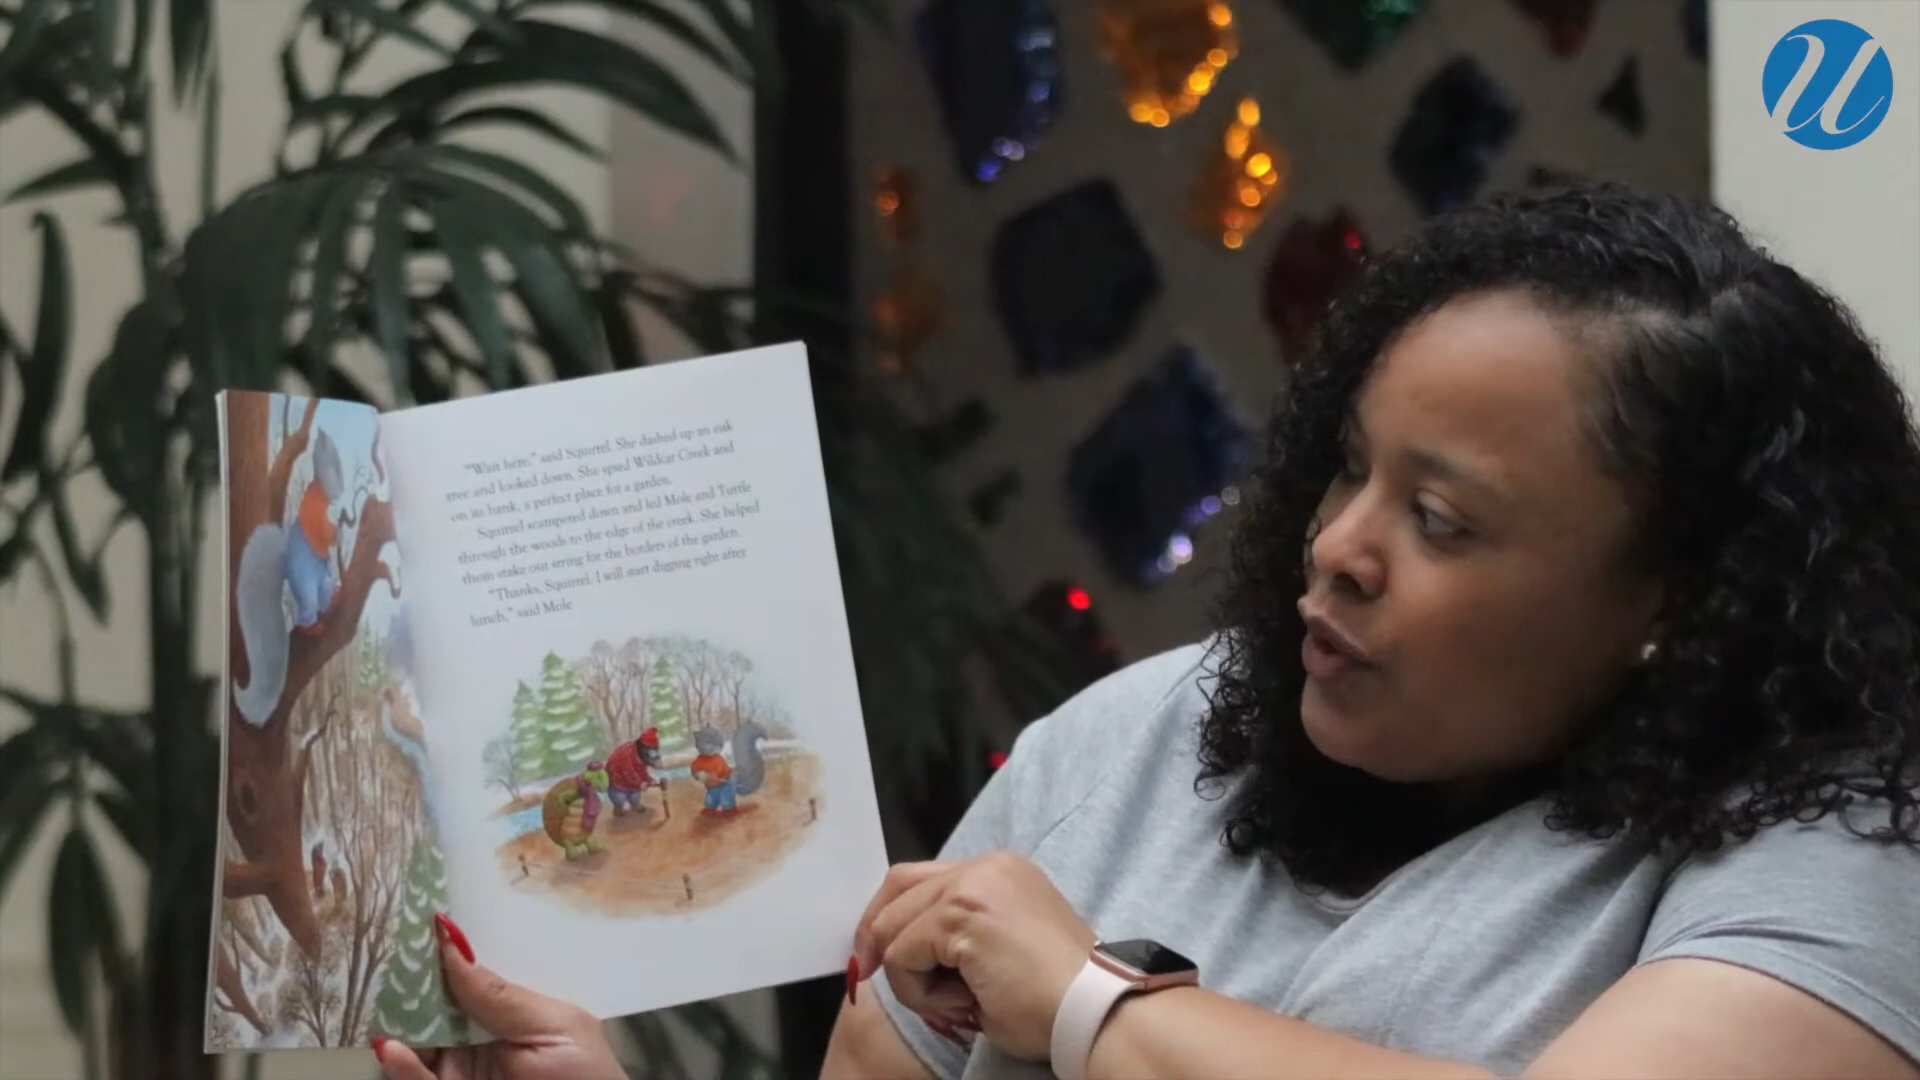 "Wait here," said Squirrel. She dashed up an oak
tree and looked down. She spied Wildcat Creek and
on its bank, a perfect place for a garden.
Squirrel scampered down and led Mole and Turtle
through the woods to the edge of the creek. She helped
them stake out string for the borders of the garden.
"Thanks, Squirrel. I will start digging right after
lunch," said Mole.
U